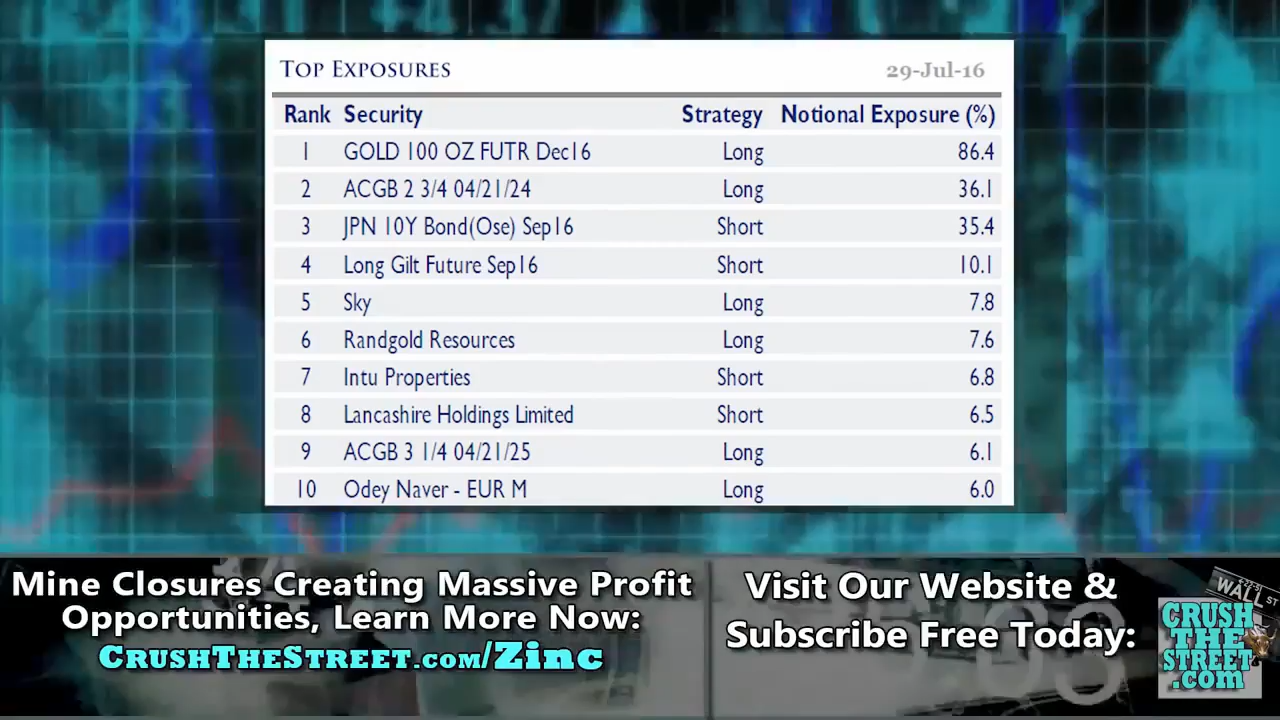 TOP EXPOSURES 29-Jul-16
Rank Security Strategy Notional Exposure (%)
1 GOLD 100 OZ FUTR Dec16 Long 86.4
2 ACGB 2 3/4 04/21/24 Long 36.1
3 JPN 10Y Bond(Ose) Sep16 Short 35.4
4 Long Gilt Future Sep16 Short 10.1
5 Sky Long 7.8
6 Randgold Resources Long 7.6
7 Intu Properties Short 6.8
8 Lancashire Holdings Limited Short 6.5
9 ACGB 3 1/4 04/21/25 Long 6.1
10 Odey Naver - EUR M Long 6.0
Mine Closures Creating Massive Profit
Opportunities, Learn More Now:
CRUSHTHESTREET.COM/ZINC
Visit Our Website &
Subscribe Free Today:
WALL ST
CRUSH
THE
STREET
.com